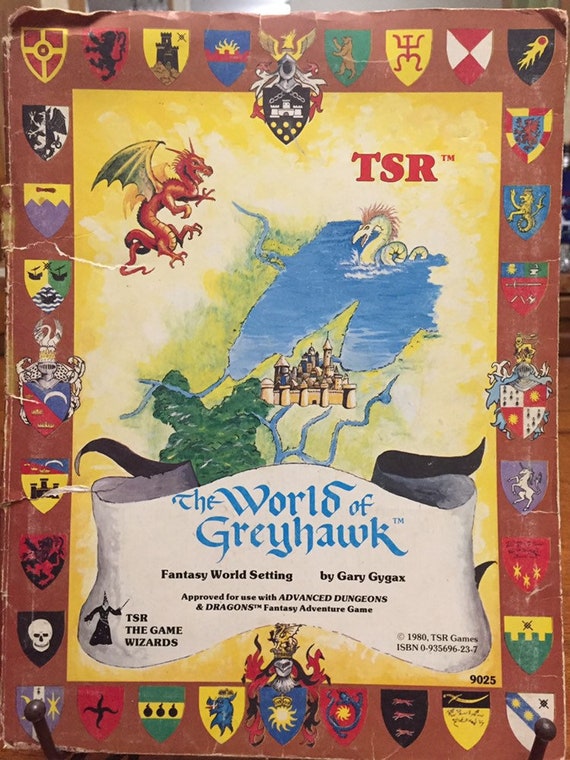 TSR™
The World of
Greyhawk™
Fantasy World Setting by Gary Gygax
Approved for use with ADVANCED DUNGEONS
& DRAGONS™ Fantasy Adventure Game
TSR
THE GAME
WIZARDS
© 1980, TSR Games
ISBN 0-935696-23-7
9025